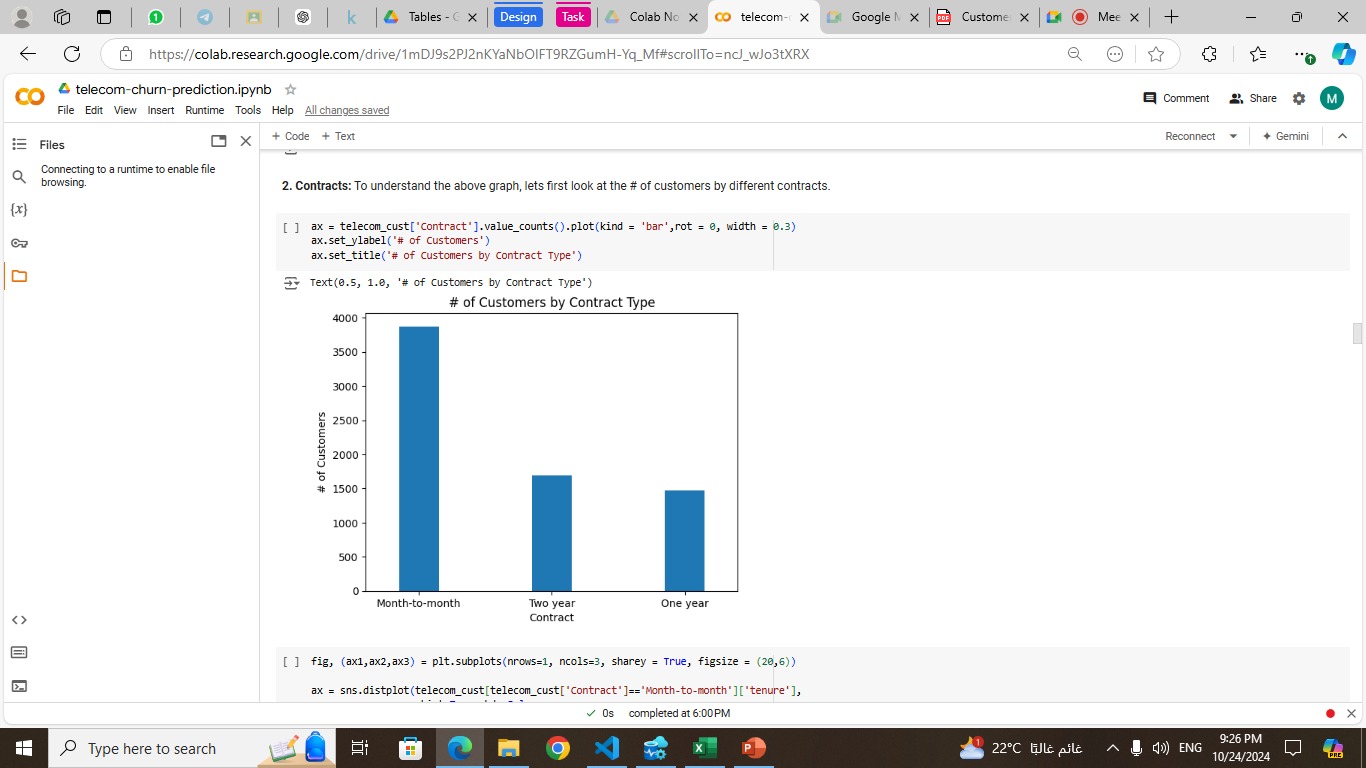 Tables - G
Design
Task
Colab No
telecom-c
Google M
Custome
Mee
https://colab.research.google.com/drive/1mDJ9s2PJ2nKYaNbOIFT9RZGumH-Yq_Mf#scrollTo=ncJ_wJo3tXRX
telecom-churn-prediction.ipynb
File Edit View Insert Runtime Tools Help All changes saved
Comment Share M
Files
+ Code + Text
Reconnect Gemini
Connecting to a runtime to enable file
browsing.
2. Contracts: To understand the above graph, lets first look at the # of customers by different contracts.
[ ] ax = telecom_cust['Contract'].value_counts().plot(kind = 'bar',rot = 0, width = 0.3)
ax.set_ylabel('# of Customers')
ax.set_title('# of Customers by Contract Type')
Text(0.5, 1.0, '# of Customers by Contract Type')
# of Customers by Contract Type
4000
3500
3000
2500
2000
1500
1000
500
0
# of Customers
Month-to-month Two year One year
Contract
[ ] fig, (ax1,ax2,ax3) = plt.subplots(nrows=1, ncols=3, sharey = True, figsize = (20,6))
ax = sns.distplot(telecom_cust[telecom_cust['Contract']=='Month-to-month']['tenure'],
0s completed at 6:00 PM
Type here to search
22°C غائم غالبًا
ENG
9:26 PM
10/24/2024